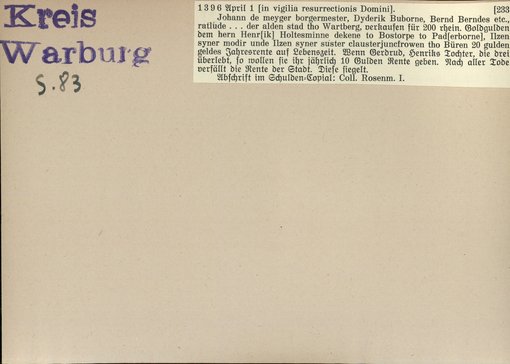 Kreis
Warburg
S. 83
1396 April 1 [in vigilia resurrectionis Domini]. [233
Johann de meyger borgermester, Dyderik Buborne, Bernd Berndes etc.,
ratlüde . . . der alden stad tho Wartberg, verkaufen für 200 rhein. Goldgulden
dem hern Henr[ik] Holtesminne dekene to Bostorpe to Pad[erborne], Ilzen
syner modir unde Ilzen syner suster clausterjuncfrowen tho Büren 20 gulden
geldes Jahresrente auf Lebenszeit. Wenn Gerdrud, Henriks Tochter, die drei
überlebt, so wollen sie ihr jährlich 10 Gulden Rente geben. Nach aller Tode
verfällt die Rente der Stadt. Diese siegelt.
Abschrift im Schulden-Copial: Coll. Rosenm. I.